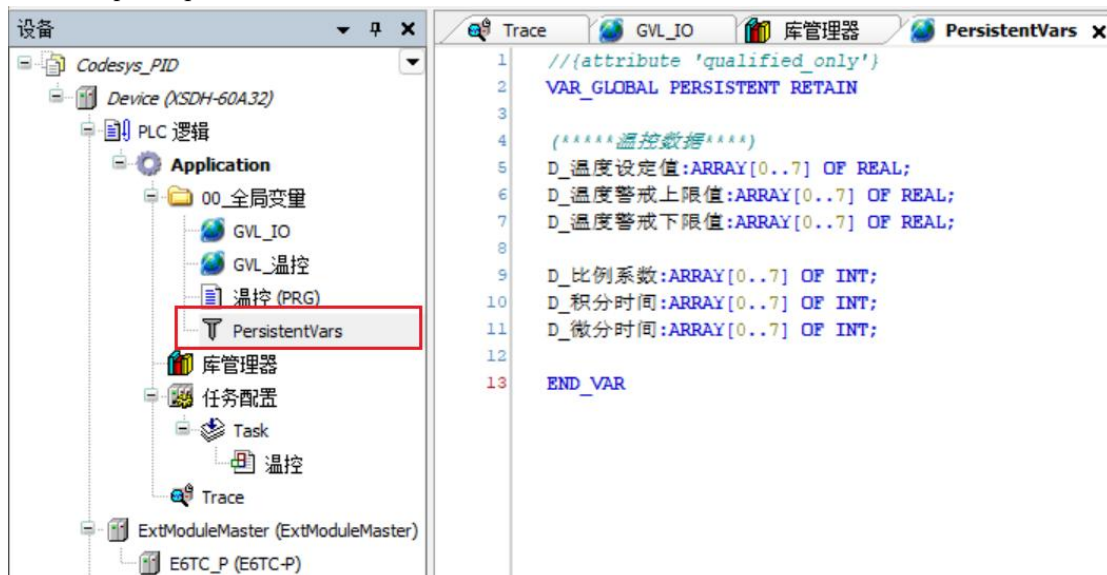 设备
Codesys_PID
Device (XSDH-60A32)
PLC 逻辑
Application
00_全局变量
GVL_IO
GVL_温控
温控 (PRG)
PersistentVars
库管理器
任务配置
Task
温控
Trace
ExtModuleMaster (ExtModuleMaster)
E6TC_P (E6TC-P)
Trace GVL_IO 库管理器 PersistentVars
1 //{attribute 'qualified_only'}
2 VAR_GLOBAL PERSISTENT RETAIN
3
4 (*****温控数据****)
5 D_温度设定值:ARRAY[0..7] OF REAL;
6 D_温度警戒上限值:ARRAY[0..7] OF REAL;
7 D_温度警戒下限值:ARRAY[0..7] OF REAL;
8
9 D_比例系数:ARRAY[0..7] OF INT;
10 D_积分时间:ARRAY[0..7] OF INT;
11 D_微分时间:ARRAY[0..7] OF INT;
12
13 END_VAR